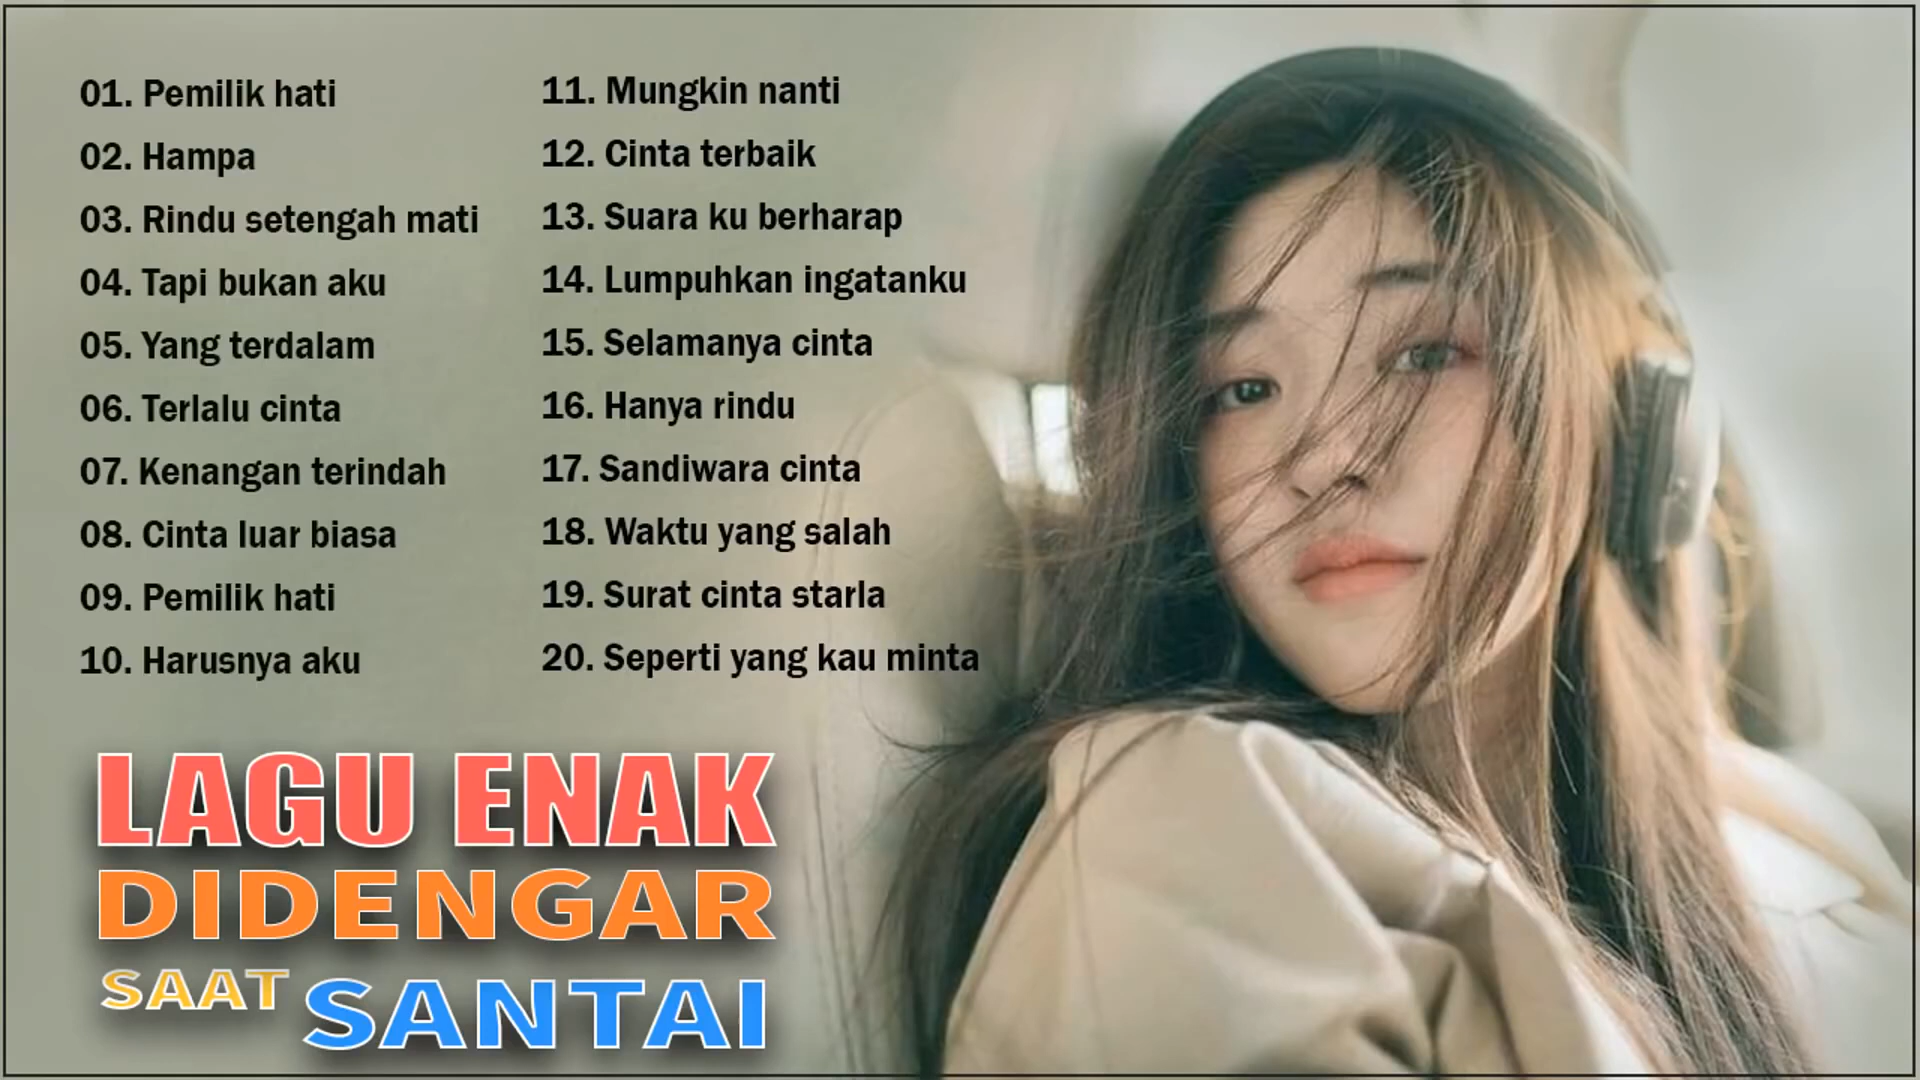 01. Pemilik hati
02. Hampa
03. Rindu setengah mati
04. Tapi bukan aku
05. Yang terdalam
06. Terlalu cinta
07. Kenangan terindah
08. Cinta luar biasa
09. Pemilik hati
10. Harusnya aku
11. Mungkin nanti
12. Cinta terbaik
13. Suara ku berharap
14. Lumpuhkan ingatanku
15. Selamanya cinta
16. Hanya rindu
17. Sandiwara cinta
18. Waktu yang salah
19. Surat cinta starla
20. Seperti yang kau minta
LAGU ENAK
DIDENGAR
SAAT SANTAI